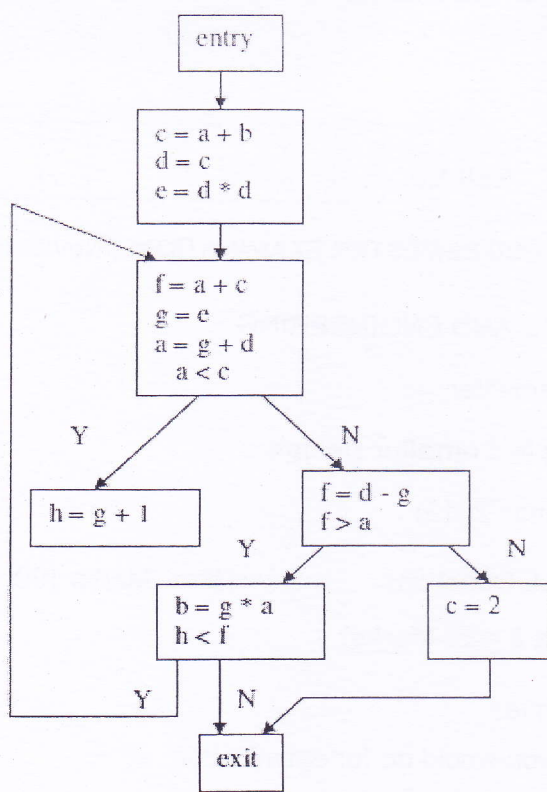 entry
c = a + b
d = c
e = d * d
f = a + c
g = e
a = g + d
a < c
Y
N
h = g + 1
f = d - g
f > a
Y
N
b = g * a
h < f
c = 2
Y
N
exit